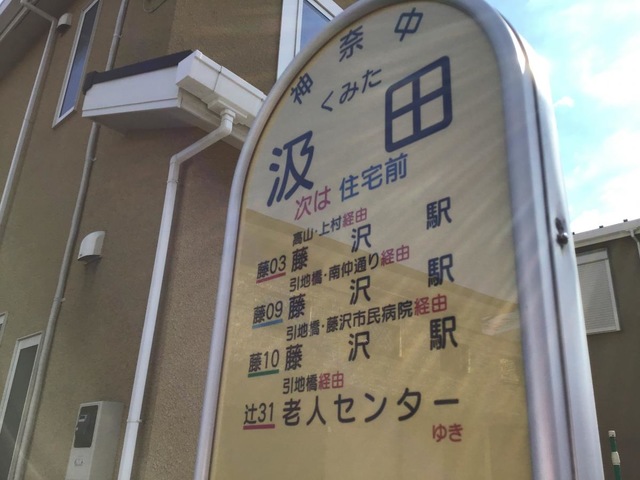 神奈中
くみた
汲田
次は 住宅前
高山・上村経由
藤03 藤沢駅
引地橋・南仲通り経由
藤09 藤沢駅
引地橋・藤沢市民病院経由
藤10 藤沢駅
引地橋経由
辻31 老人センター
ゆき